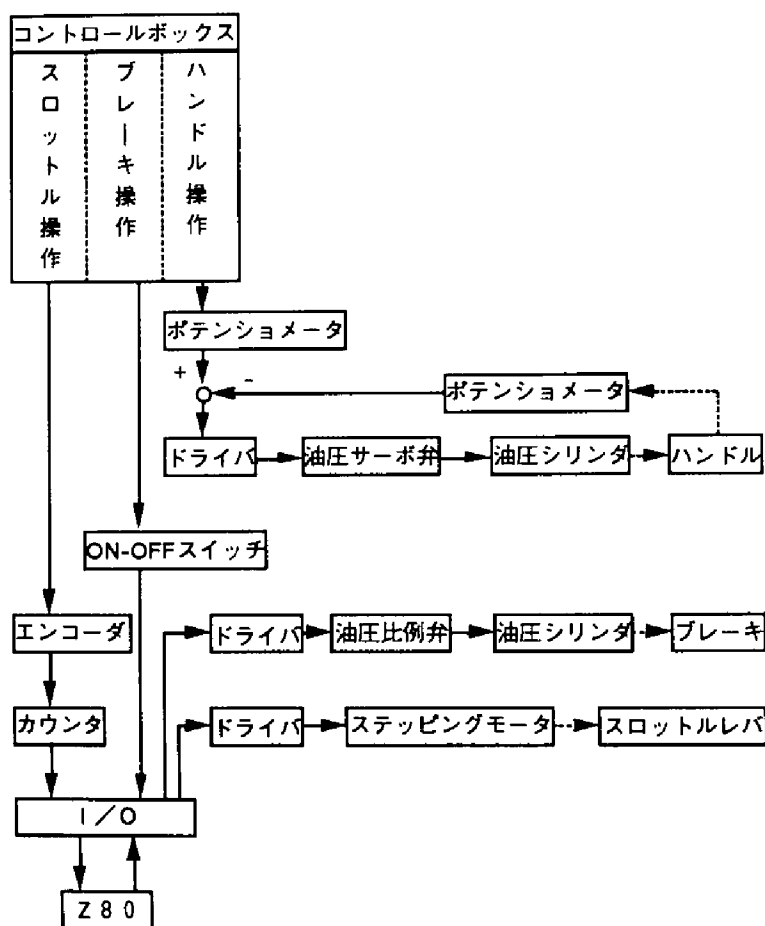 コントロールボックス
スロットル操作
ブレーキ操作
ハンドル操作
ポテンショメータ
+
-
ポテンショメータ
ドライバ
油圧サーボ弁
油圧シリンダ
ハンドル
ON-OFFスイッチ
エンコーダ
ドライバ
油圧比例弁
油圧シリンダ
ブレーキ
カウンタ
ドライバ
ステッピングモータ
スロットルレバ
I/O
Z80